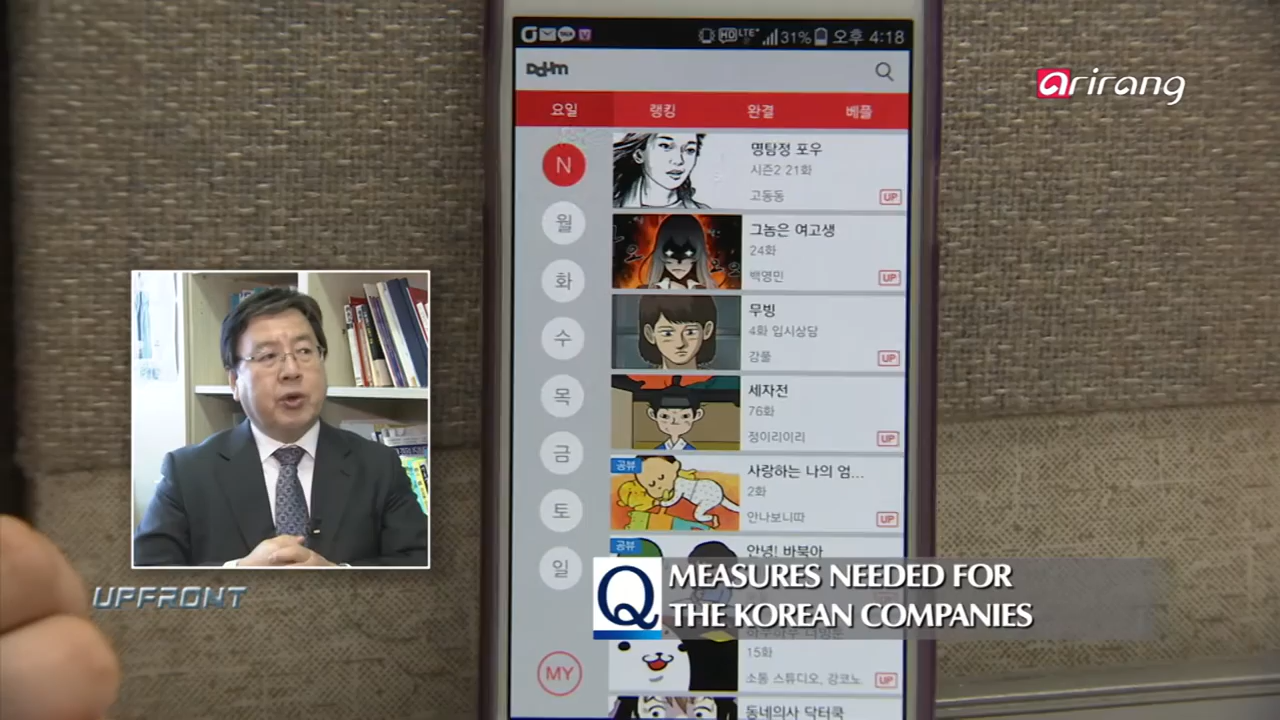 HD LTE+ 31% 오후 4:18
Daum
arirang
요일 랭킹 완결 베플
N
월
화
수
목
금
토
일
MY
명탐정 포우
시즌2 21화
고동동
UP
그놈은 여고생
24화
백영민
UP
무빙
4화 입시상담
강풀
UP
세자전
76화
정이리이리
UP
공뷰
사랑하는 나의 엄...
2화
안나보니따
UP
공뷰
안녕! 바북아
15화
소통 스튜디오, 강코노
UP
동네의사 닥터쿡
UPFRONT
Q MEASURES NEEDED FOR
THE KOREAN COMPANIES